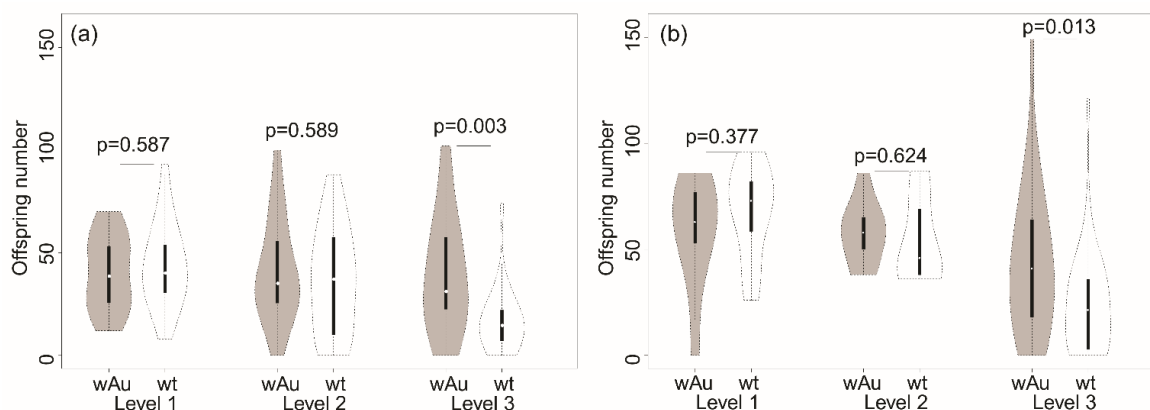 (a)
Offspring number
150
100
50
0
p=0.587
p=0.589
p=0.003
wAu wt wAu wt wAu wt
Level 1 Level 2 Level 3
(b)
Offspring number
150
100
50
0
p=0.377
p=0.624
p=0.013
wAu wt wAu wt wAu wt
Level 1 Level 2 Level 3